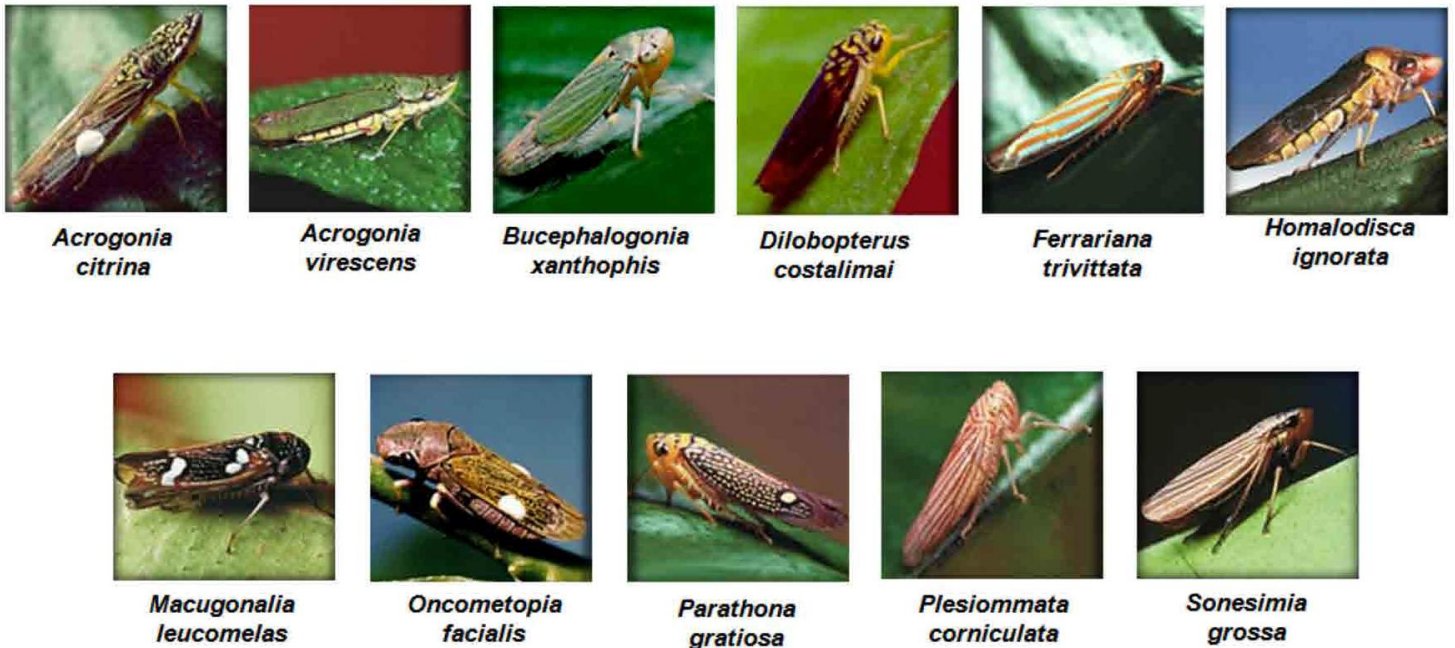 Acrogonia
citrina
Acrogonia
virescens
Bucephalogonia
xanthophis
Dilobopterus
costalimai
Ferrariana
trivittata
Homalodisca
ignorata
Macugonalia
leucomelas
Oncometopia
facialis
Parathona
gratiosa
Plesiommata
corniculata
Sonesimia
grossa